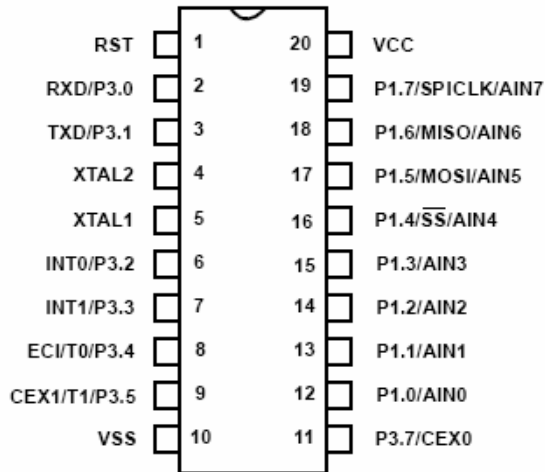 RST 1 20 VCC
RXD/P3.0 2 19 P1.7/SPICLK/AIN7
TXD/P3.1 3 18 P1.6/MISO/AIN6
XTAL2 4 17 P1.5/MOSI/AIN5
XTAL1 5 16 P1.4/S̅S̅/AIN4
INT0/P3.2 6 15 P1.3/AIN3
INT1/P3.3 7 14 P1.2/AIN2
ECI/T0/P3.4 8 13 P1.1/AIN1
CEX1/T1/P3.5 9 12 P1.0/AIN0
VSS 10 11 P3.7/CEX0